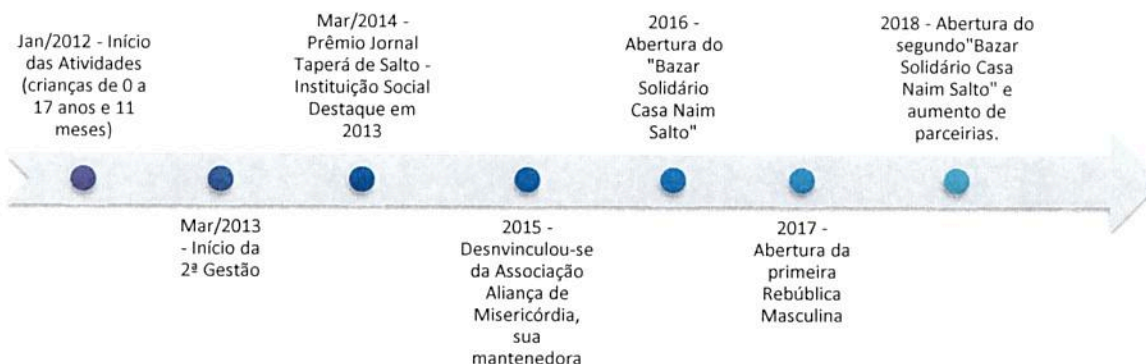 Jan/2012 - Início
das Atividades
(crianças de 0 a
17 anos e 11
meses)
Mar/2013
- Início da
2ª Gestão
Mar/2014 -
Prêmio Jornal
Taperá de Salto -
Instituição Social
Destaque em
2013
2015 -
Desnvinculou-se
da Associação
Aliança de
Misericórdia,
sua
mantenedora
2016 -
Abertura do
"Bazar
Solidário
Casa Naim
Salto"
2017 -
Abertura da
primeira
Rebública
Masculina
2018 - Abertura do
segundo"Bazar
Solidário Casa
Naim Salto" e
aumento de
parceirias.